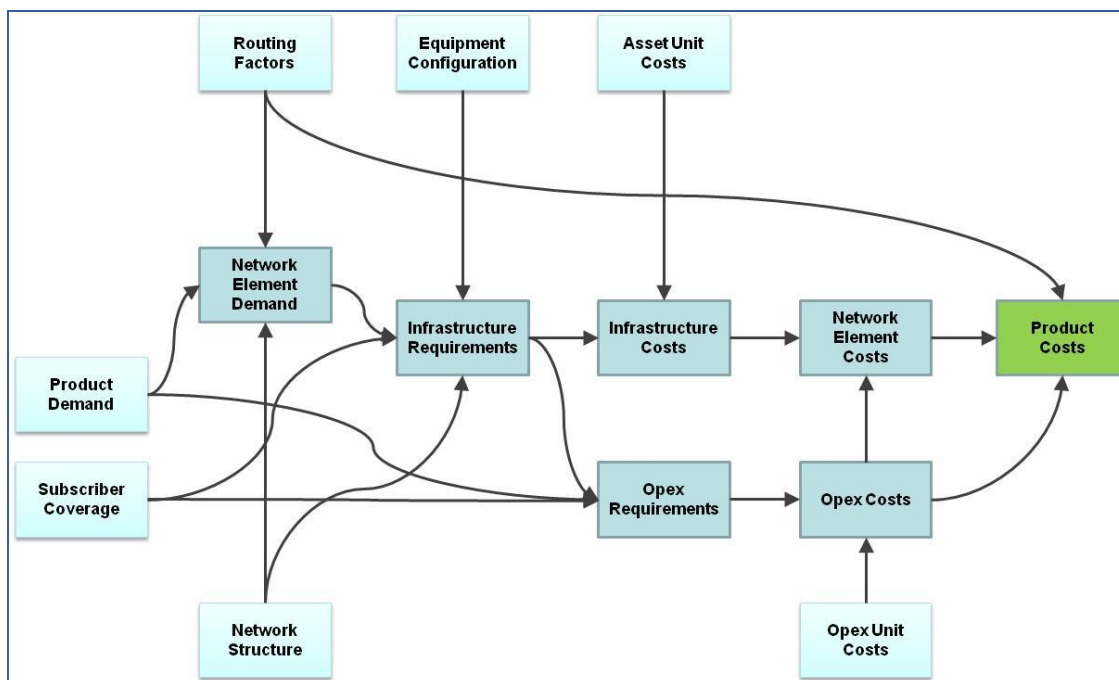 Routing
Factors
Equipment
Configuration
Asset Unit
Costs
Network
Element
Demand
Infrastructure
Requirements
Infrastructure
Costs
Network
Element
Costs
Product
Costs
Product
Demand
Subscriber
Coverage
Opex
Requirements
Opex Costs
Network
Structure
Opex Unit
Costs